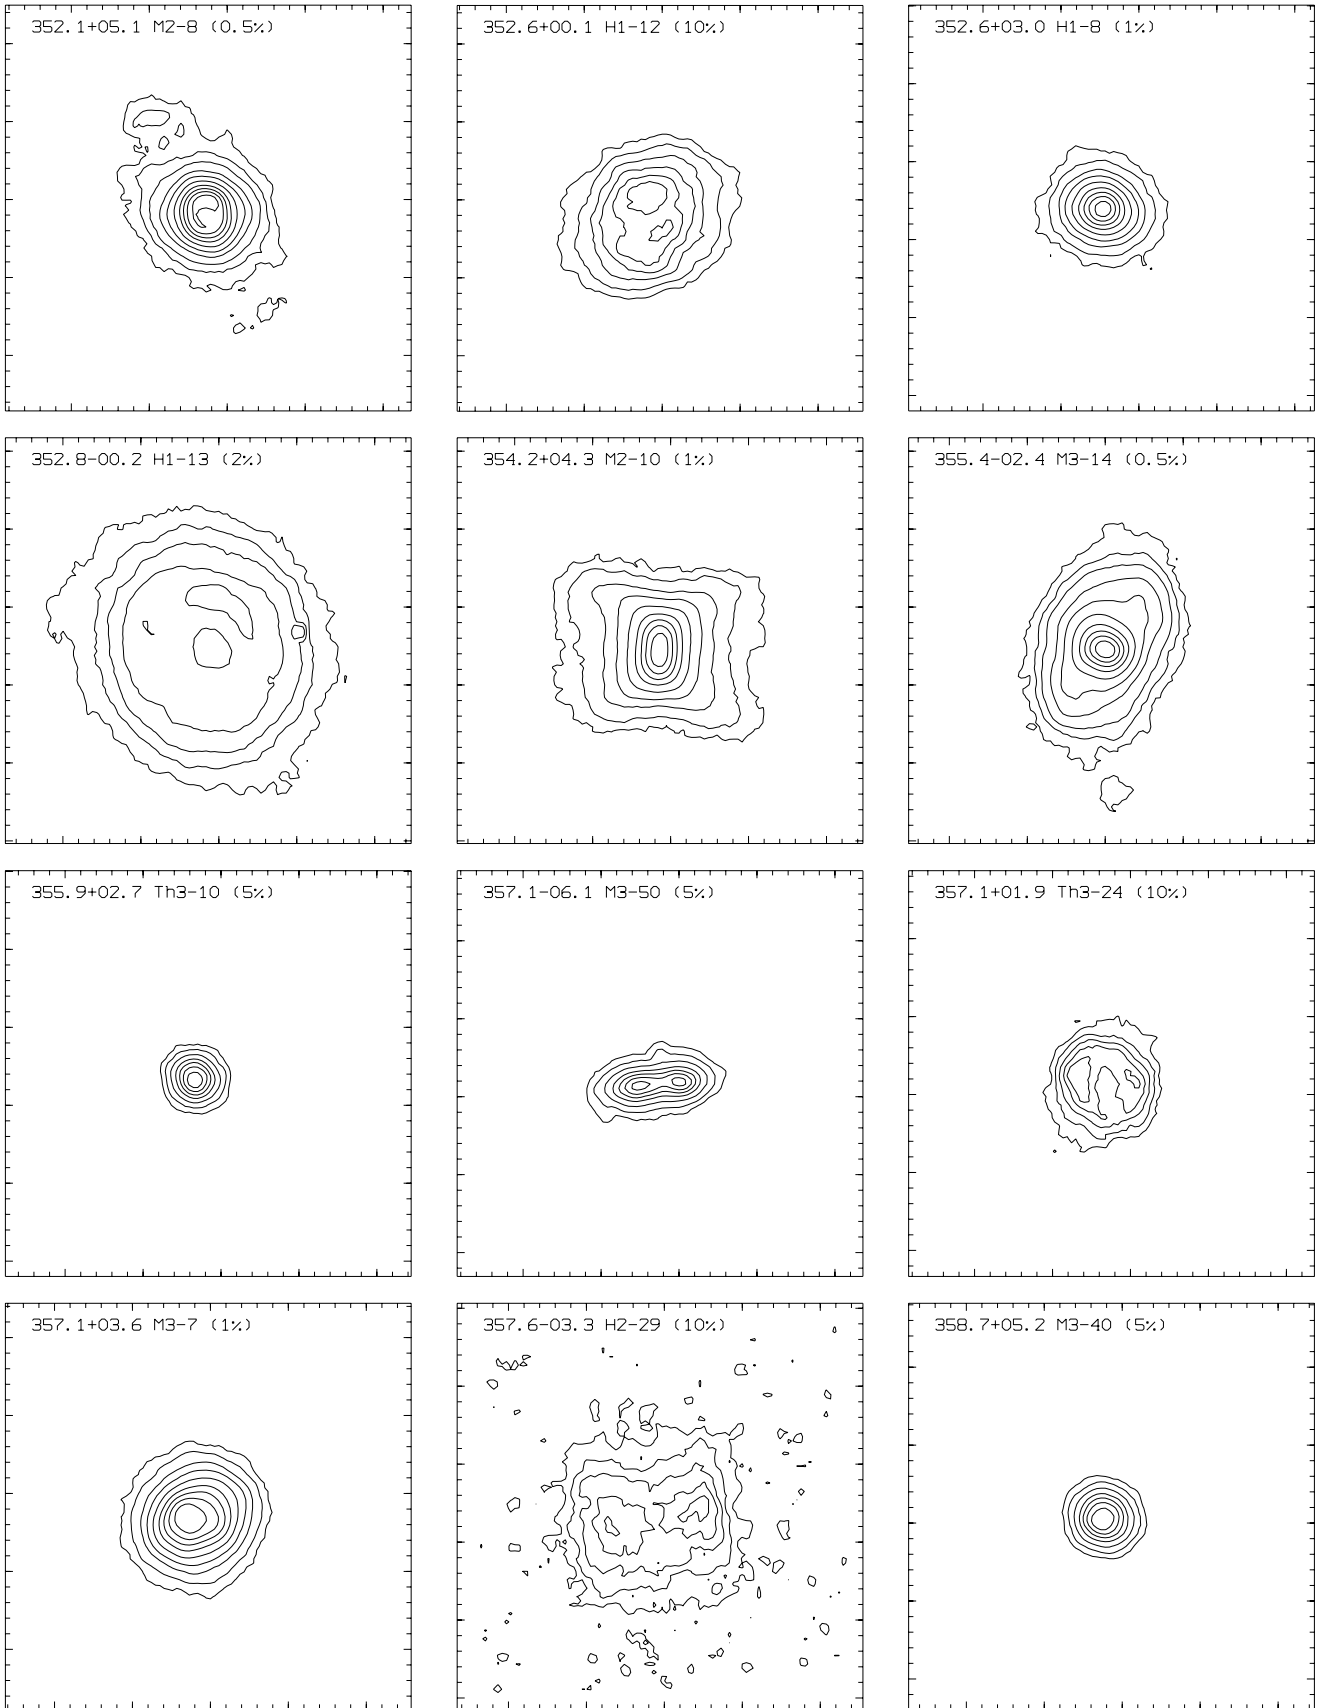 352.1+05.1 M2-8 (0.5%)
352.6+00.1 H1-12 (10%)
352.6+03.0 H1-8 (1%)
352.8-00.2 H1-13 (2%)
354.2+04.3 M2-10 (1%)
355.4-02.4 M3-14 (0.5%)
355.9+02.7 Th3-10 (5%)
357.1-06.1 M3-50 (5%)
357.1+01.9 Th3-24 (10%)
357.1+03.6 M3-7 (1%)
357.6-03.3 H2-29 (10%)
358.7+05.2 M3-40 (5%)